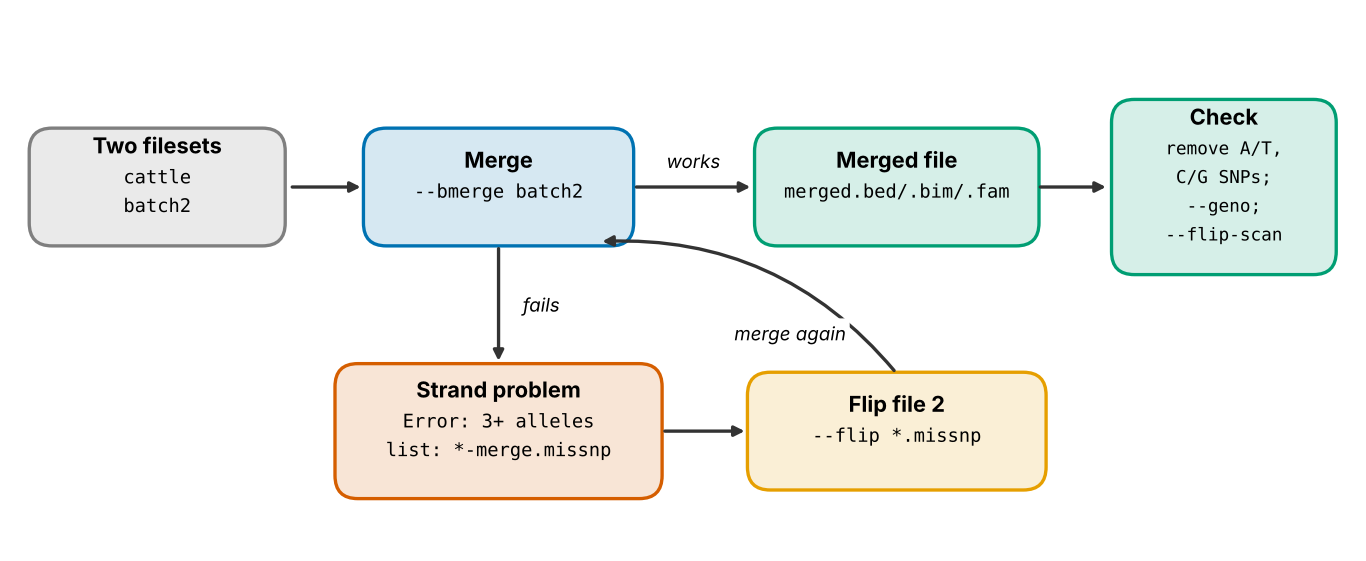 Two filesets
cattle
batch2
Merge
--bmerge batch2
works
Merged file
merged.bed/.bim/.fam
Check
remove A/T,
C/G SNPs;
--geno;
--flip-scan
fails
merge again
Strand problem
Error: 3+ alleles
list: *-merge.missnp
Flip file 2
--flip *.missnp